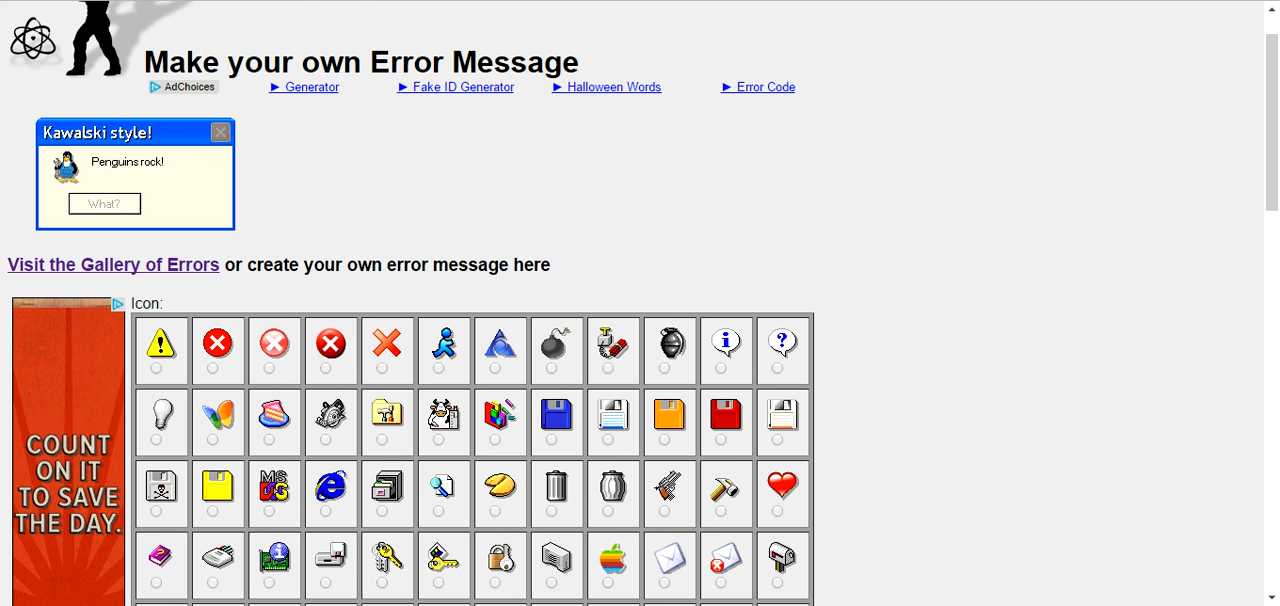 Make your own Error Message
AdChoices
► Generator
► Fake ID Generator
► Halloween Words
► Error Code
Kawalski style!
Penguins rock!
What?
Visit the Gallery of Errors or create your own error message here
Icon:
COUNT
ON IT
TO SAVE
THE DAY.